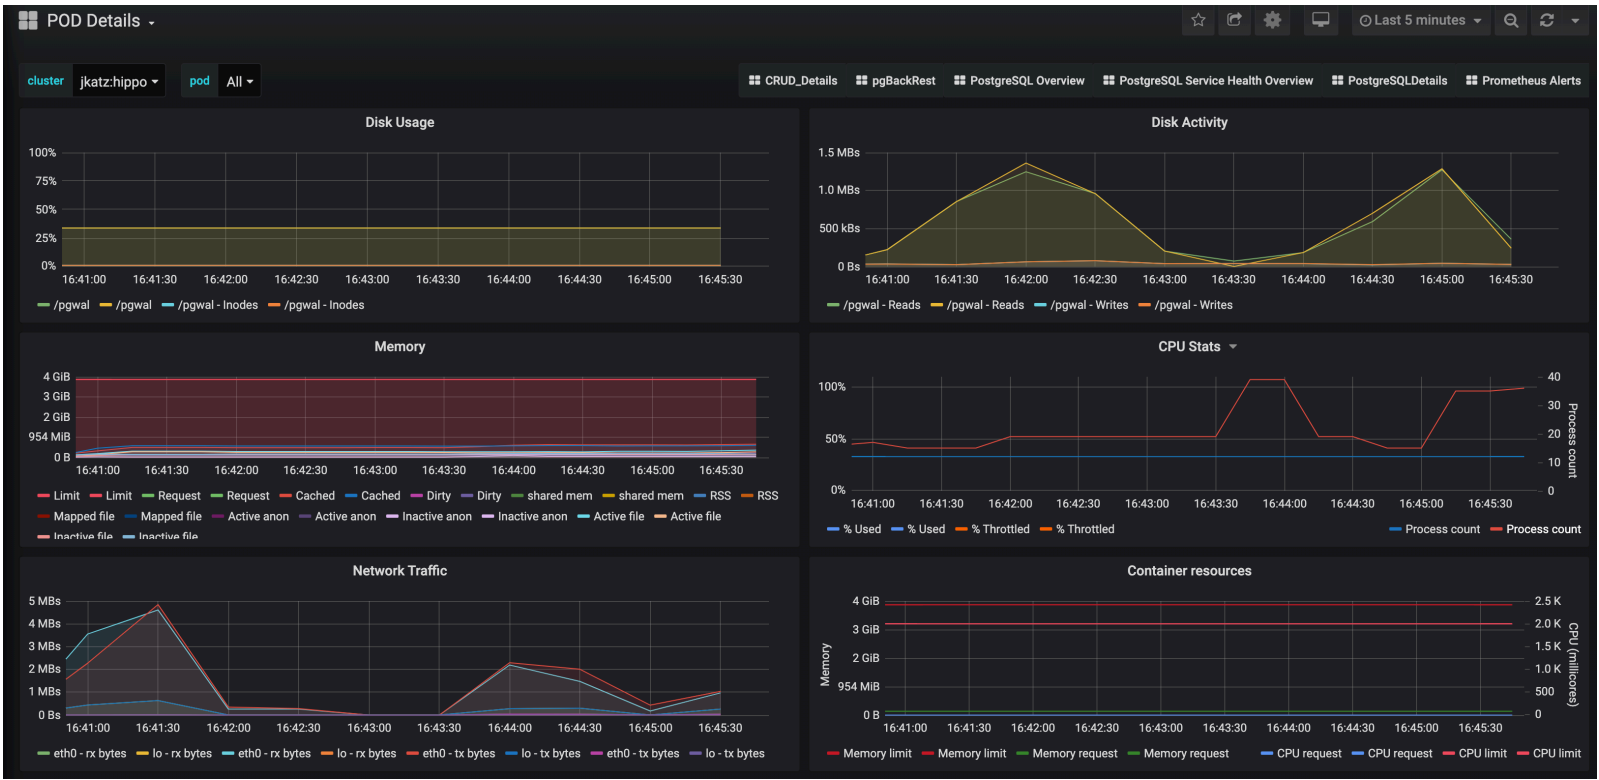 POD Details
Last 5 minutes
cluster jkatz:hippo pod All
CRUD_Details pgBackRest PostgreSQL Overview PostgreSQL Service Health Overview PostgreSQLDetails Prometheus Alerts
Disk Usage
100%
75%
50%
25%
0%
16:41:00 16:41:30 16:42:00 16:42:30 16:43:00 16:43:30 16:44:00 16:44:30 16:45:00 16:45:30
/pgwal /pgwal /pgwal - Inodes /pgwal - Inodes
Disk Activity
1.5 MBs
1.0 MBs
500 kBs
0 Bs
16:41:00 16:41:30 16:42:00 16:42:30 16:43:00 16:43:30 16:44:00 16:44:30 16:45:00 16:45:30
/pgwal - Reads /pgwal - Reads /pgwal - Writes /pgwal - Writes
Memory
4 GiB
3 GiB
2 GiB
954 MiB
0 B
16:41:00 16:41:30 16:42:00 16:42:30 16:43:00 16:43:30 16:44:00 16:44:30 16:45:00 16:45:30
Limit Limit Request Request Cached Cached Dirty Dirty shared mem shared mem RSS RSS
Mapped file Mapped file Active anon Active anon Inactive anon Inactive anon Active file Active file
Inactive file Inactive file
CPU Stats
100%
50%
0%
40
30
20
10
0
Process count
16:41:00 16:41:30 16:42:00 16:42:30 16:43:00 16:43:30 16:44:00 16:44:30 16:45:00 16:45:30
% Used % Used % Throttled % Throttled Process count Process count
Network Traffic
5 MBs
4 MBs
3 MBs
2 MBs
1 MBs
0 Bs
16:41:00 16:41:30 16:42:00 16:42:30 16:43:00 16:43:30 16:44:00 16:44:30 16:45:00 16:45:30
eth0 - rx bytes lo - rx bytes eth0 - rx bytes lo - rx bytes eth0 - tx bytes lo - tx bytes eth0 - tx bytes lo - tx bytes
Container resources
Memory
4 GiB
3 GiB
2 GiB
954 MiB
0 B
2.5 K
2.0 K
1.5 K
1.0 K
500
0
CPU (millicores)
16:41:00 16:41:30 16:42:00 16:42:30 16:43:00 16:43:30 16:44:00 16:44:30 16:45:00 16:45:30
Memory limit Memory limit Memory request Memory request CPU request CPU request CPU limit CPU limit